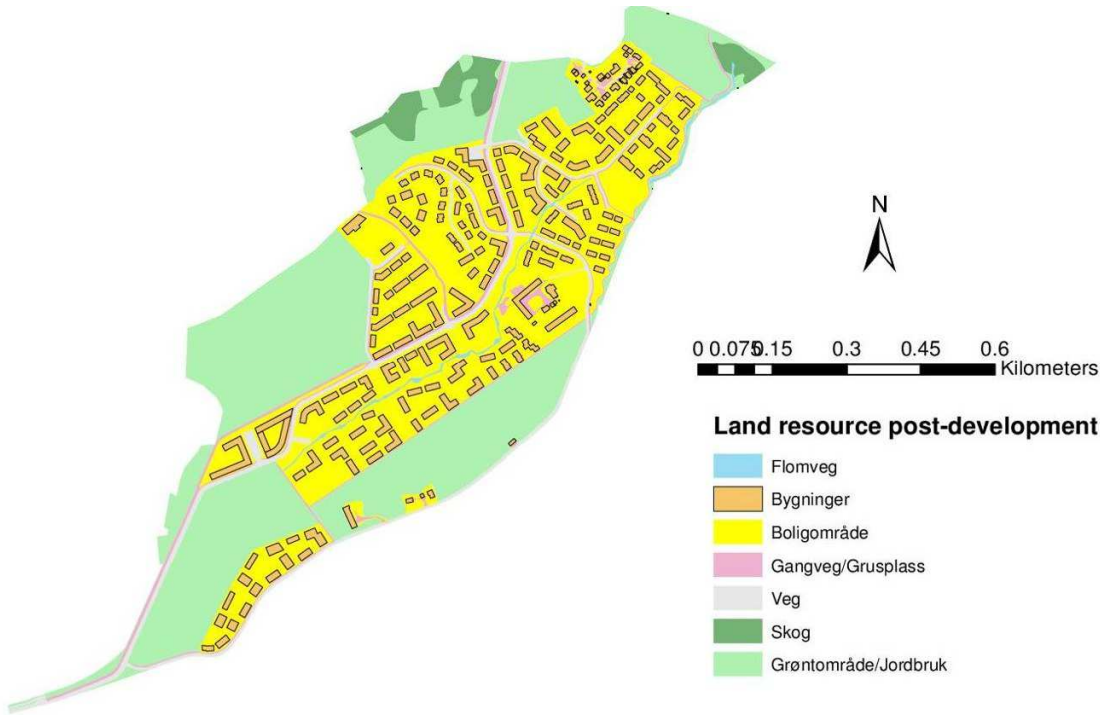 N
0 0.075 0.15 0.3 0.45 0.6
Kilometers
Land resource post-development
Flomveg
Bygninger
Boligområde
Gangveg/Grusplass
Veg
Skog
Grøntområde/Jordbruk